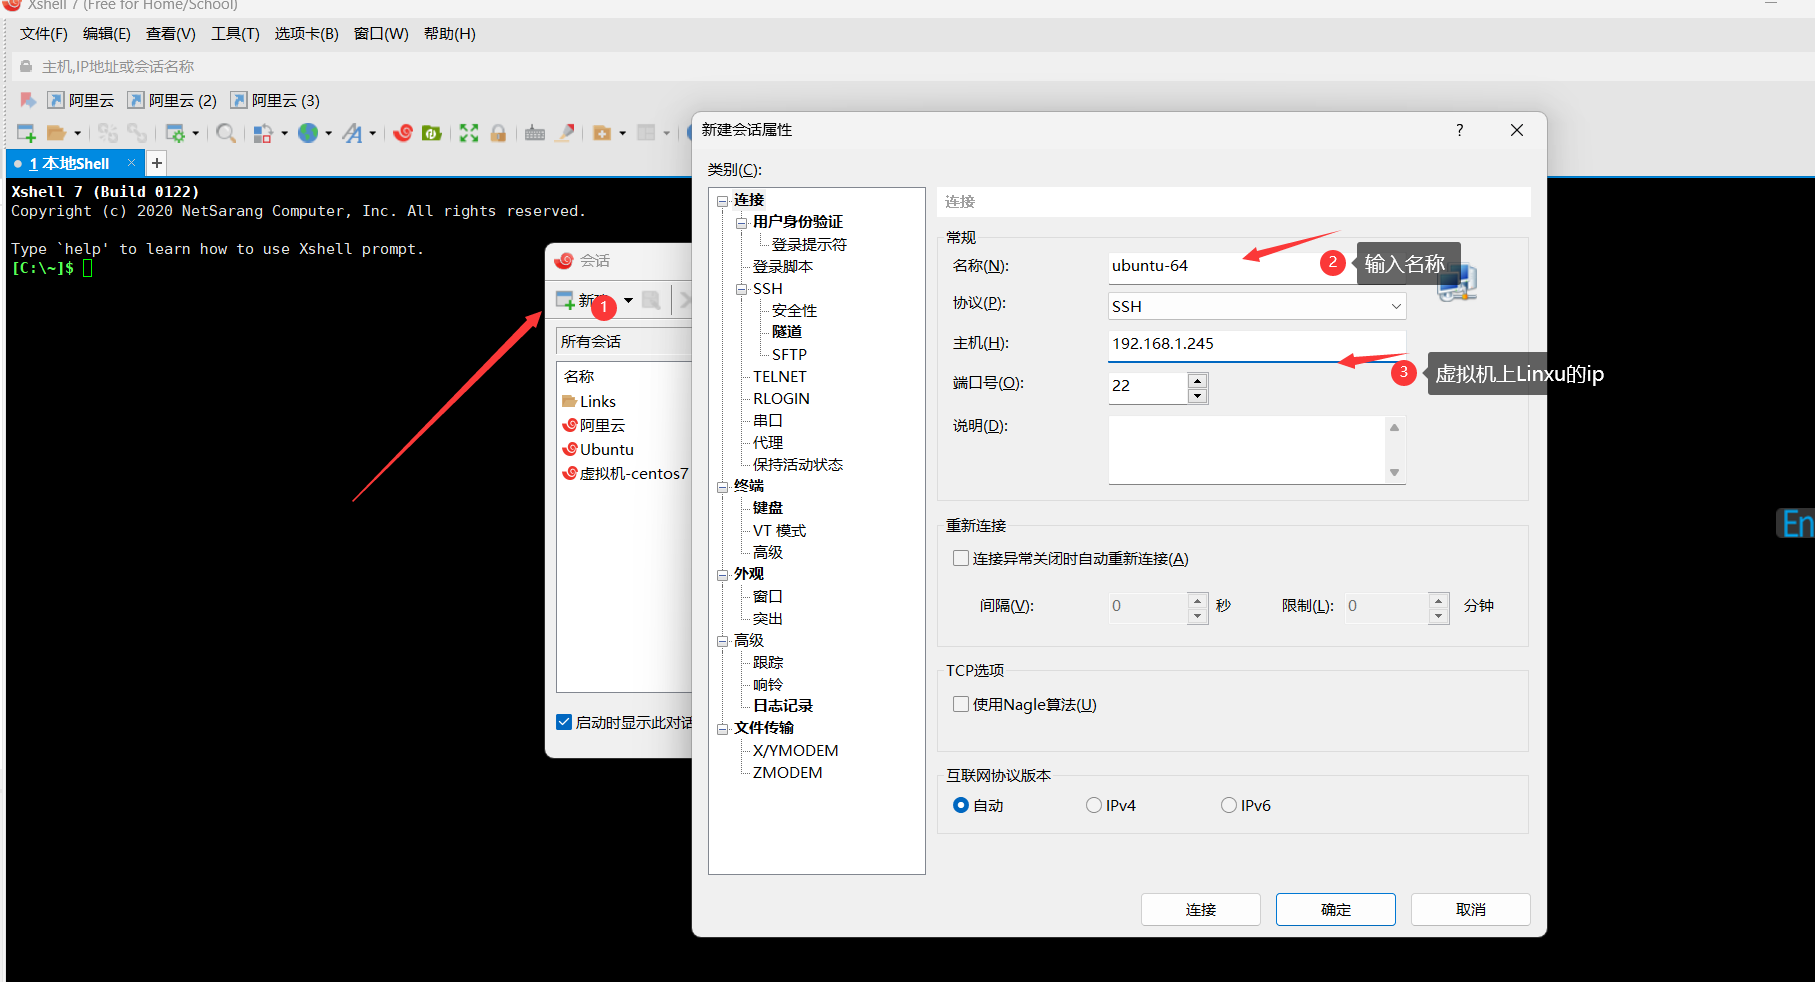 Xshell 7 (Free for Home/School)
文件(F) 编辑(E) 查看(V) 工具(T) 选项卡(B) 窗口(W) 帮助(H)
主机,IP地址或会话名称
阿里云 阿里云 (2) 阿里云 (3)
1 本地Shell × +
Xshell 7 (Build 0122)
Copyright (c) 2020 NetSarang Computer, Inc. All rights reserved.
Type `help' to learn how to use Xshell prompt.
[C:\~]$
会话
新建
1
所有会话
名称
Links
阿里云
Ubuntu
虚拟机-centos7
启动时显示此对话
新建会话属性
?
类别(C):
连接
用户身份验证
登录提示符
登录脚本
SSH
安全性
隧道
SFTP
TELNET
RLOGIN
串口
代理
保持活动状态
终端
键盘
VT 模式
高级
外观
窗口
突出
高级
跟踪
响铃
日志记录
文件传输
X/YMODEM
ZMODEM
连接
常规
名称(N): ubuntu-64
2 输入名称
协议(P): SSH
主机(H): 192.168.1.245
3 虚拟机上Linxu的ip
端口号(O): 22
说明(D):
重新连接
连接异常关闭时自动重新连接(A)
间隔(V): 0 秒 限制(L): 0 分钟
TCP选项
使用Nagle算法(U)
互联网协议版本
自动 IPv4 IPv6
连接 确定 取消
En